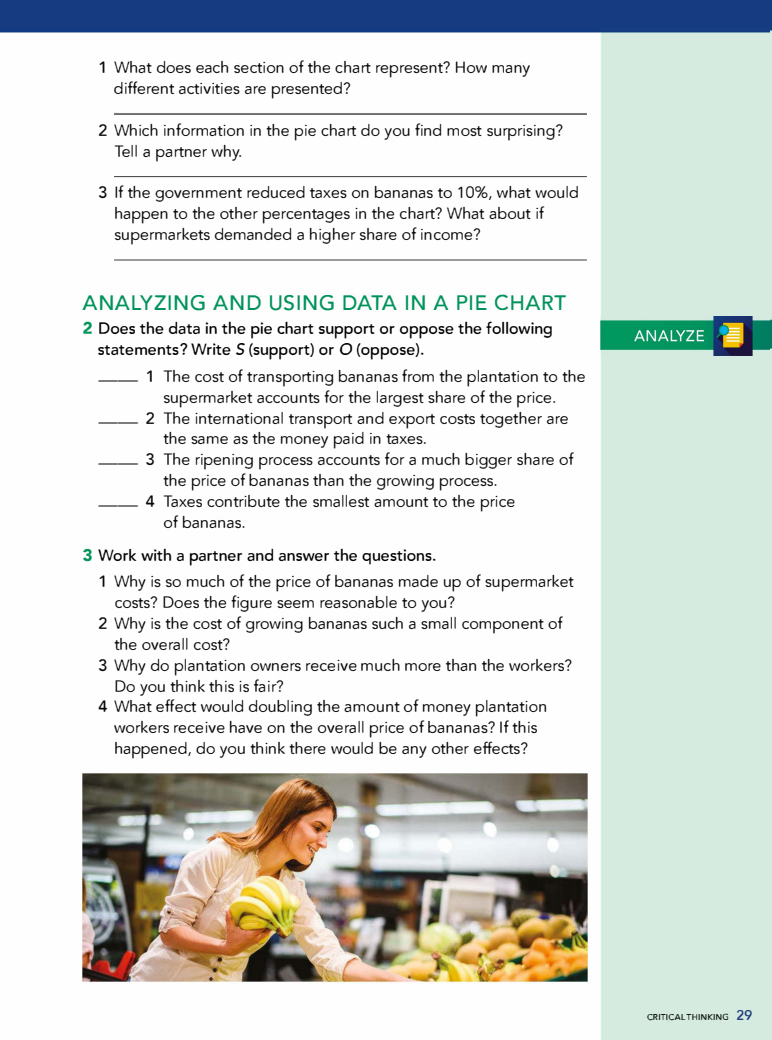 1 What does each section of the chart represent? How many
different activities are presented?
2 Which information in the pie chart do you find most surprising?
Tell a partner why.
3 If the government reduced taxes on bananas to 10%, what would
happen to the other percentages in the chart? What about if
supermarkets demanded a higher share of income?
ANALYZING AND USING DATA IN A PIE CHART
2 Does the data in the pie chart support or oppose the following
statements? Write S (support) or O (oppose).
ANALYZE
1 The cost of transporting bananas from the plantation to the
supermarket accounts for the largest share of the price.
2 The international transport and export costs together are
the same as the money paid in taxes.
3 The ripening process accounts for a much bigger share of
the price of bananas than the growing process.
4 Taxes contribute the smallest amount to the price
of bananas.
3 Work with a partner and answer the questions.
1 Why is so much of the price of bananas made up of supermarket
costs? Does the figure seem reasonable to you?
2 Why is the cost of growing bananas such a small component of
the overall cost?
3 Why do plantation owners receive much more than the workers?
Do you think this is fair?
4 What effect would doubling the amount of money plantation
workers receive have on the overall price of bananas? If this
happened, do you think there would be any other effects?
CRITICAL THINKING 29